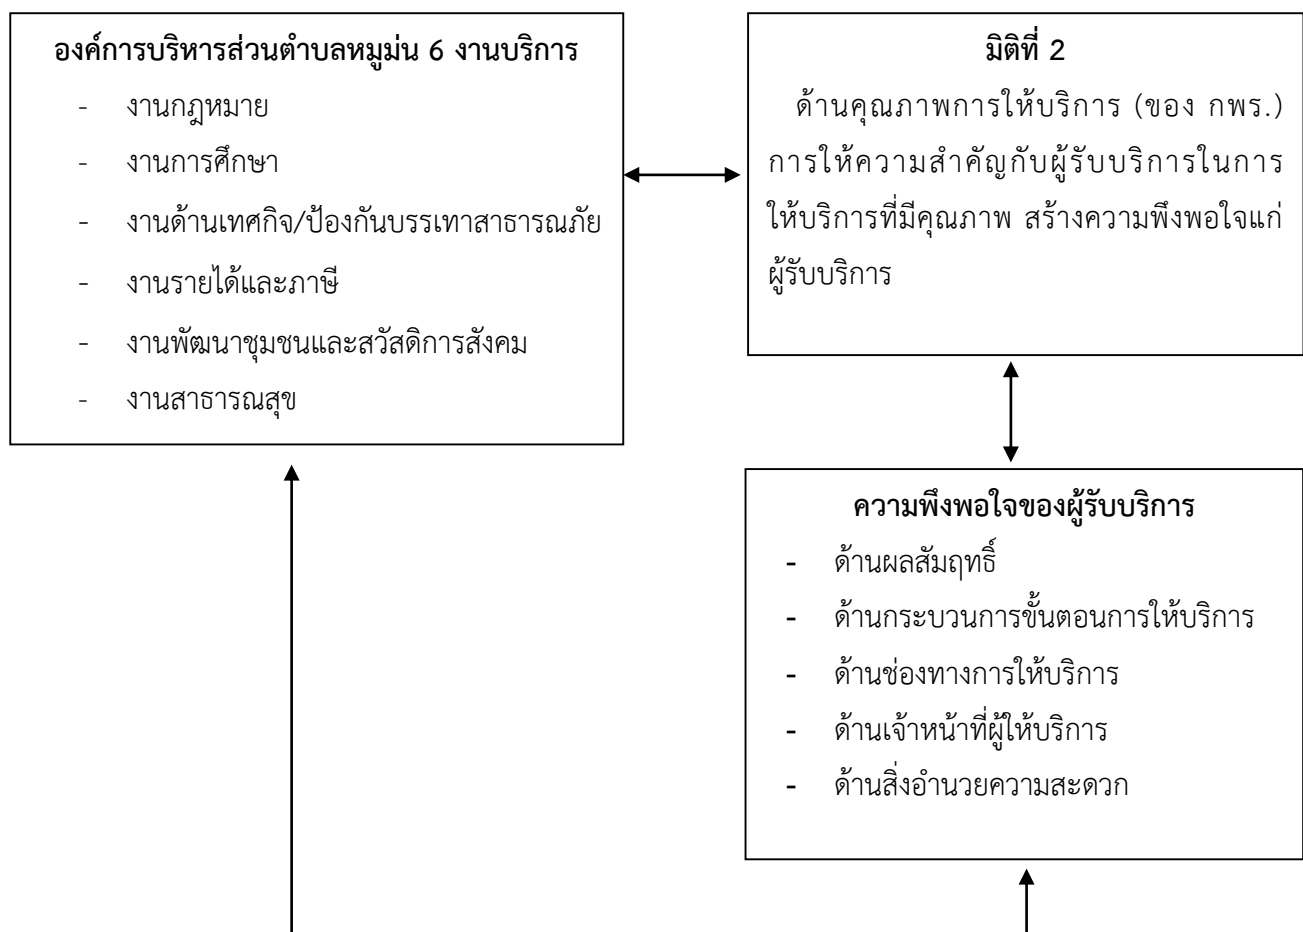 องค์การบริหารส่วนตำบลหมูม่น 6 งานบริการ
- งานกฎหมาย
- งานการศึกษา
- งานด้านเทศกิจ/ป้องกันบรรเทาสาธารณภัย
- งานรายได้และภาษี
- งานพัฒนาชุมชนและสวัสดิการสังคม
- งานสาธารณสุข
มิติที่ 2
ด้านคุณภาพการให้บริการ (ของ กพร.)
การให้ความสำคัญกับผู้รับบริการในการ
ให้บริการที่มีคุณภาพ สร้างความพึงพอใจแก่
ผู้รับบริการ
ความพึงพอใจของผู้รับบริการ
- ด้านผลสัมฤทธิ์
- ด้านกระบวนการขั้นตอนการให้บริการ
- ด้านช่องทางการให้บริการ
- ด้านเจ้าหน้าที่ผู้ให้บริการ
- ด้านสิ่งอำนวยความสะดวก